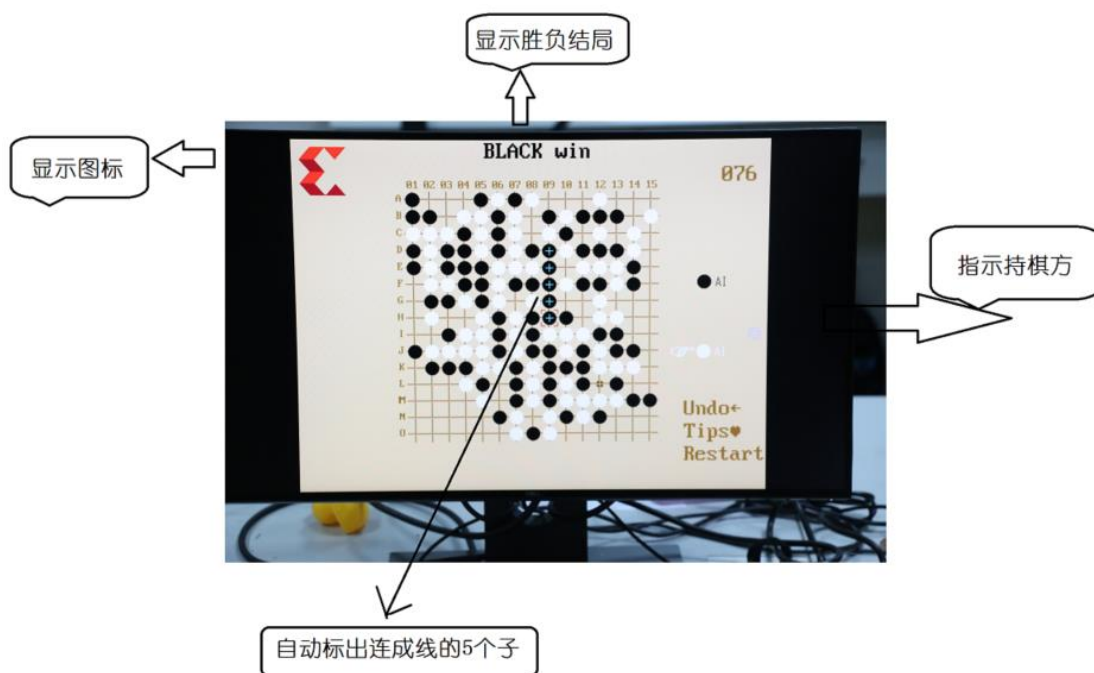 显示胜负结局
显示图标
BLACK win
076
01 02 03 04 05 06 07 08 09 10 11 12 13 14 15
A
B
C
D
E
F
G
H
I
J
K
L
M
N
O
AI
AI
指示持棋方
Undo←
Tips♥
Restart
自动标出连成线的5个子